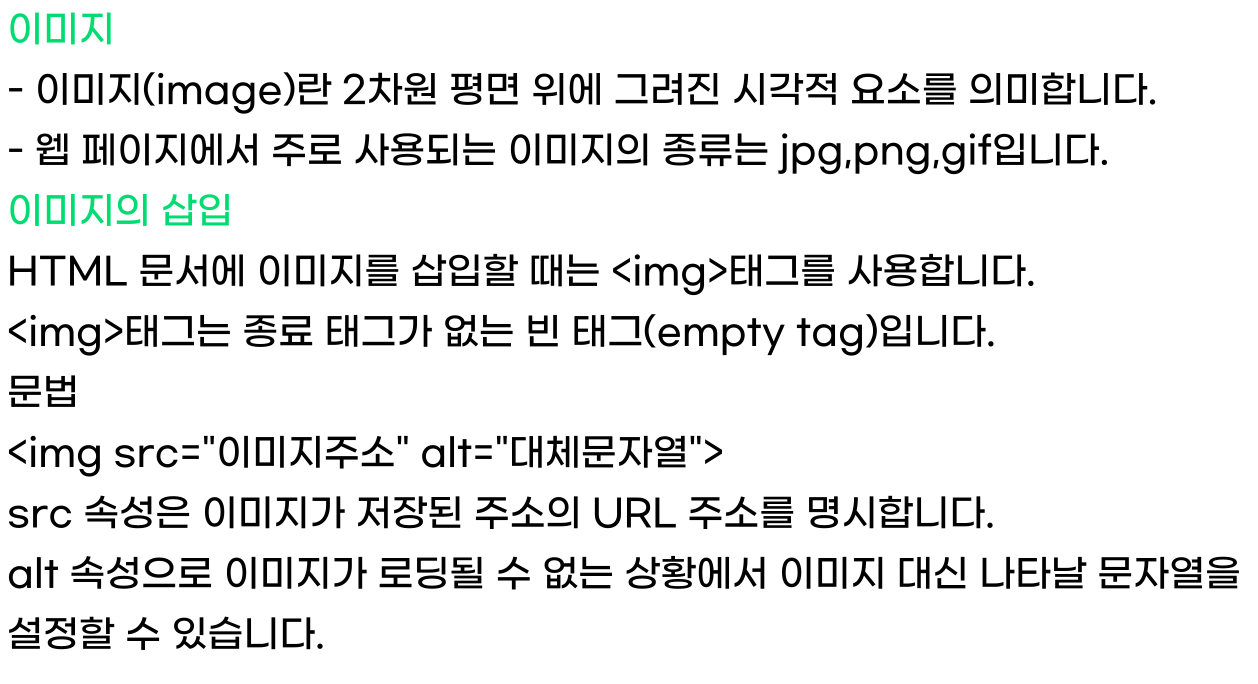 이미지
- 이미지(image)란 2차원 평면 위에 그려진 시각적 요소를 의미합니다.
- 웹 페이지에서 주로 사용되는 이미지의 종류는 jpg,png,gif입니다.
이미지의 삽입
HTML 문서에 이미지를 삽입할 때는 <img>태그를 사용합니다.
<img>태그는 종료 태그가 없는 빈 태그(empty tag)입니다.
문법
<img src="이미지주소" alt="대체문자열">
src 속성은 이미지가 저장된 주소의 URL 주소를 명시합니다.
alt 속성으로 이미지가 로딩될 수 없는 상황에서 이미지 대신 나타날 문자열을
설정할 수 있습니다.